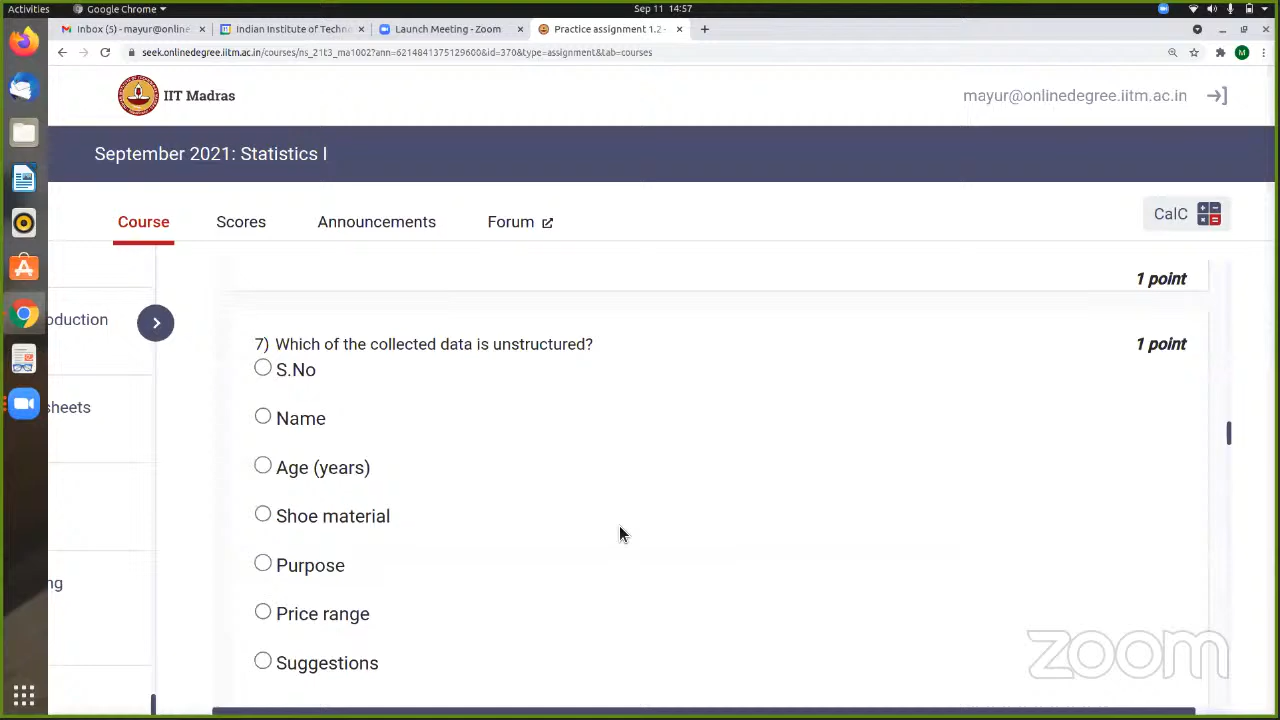 Activities
Google Chrome
Sep 11 14:57
Inbox (5) - mayur@online
Indian Institute of Techn
Launch Meeting - Zoom
Practice assignment 1.2 -
seek.onlinedegree.iitm.ac.in/courses/ns_21t3_ma1002?ann=6214841375129600&id=370&type=assignment&tab=courses
M
IIT Madras
mayur@onlinedegree.iitm.ac.in
September 2021: Statistics I
Course
Scores
Announcements
Forum
CalC
1 point
oduction
7) Which of the collected data is unstructured?
1 point
S.No
heets
Name
Age (years)
Shoe material
Purpose
ng
Price range
Suggestions
zoom